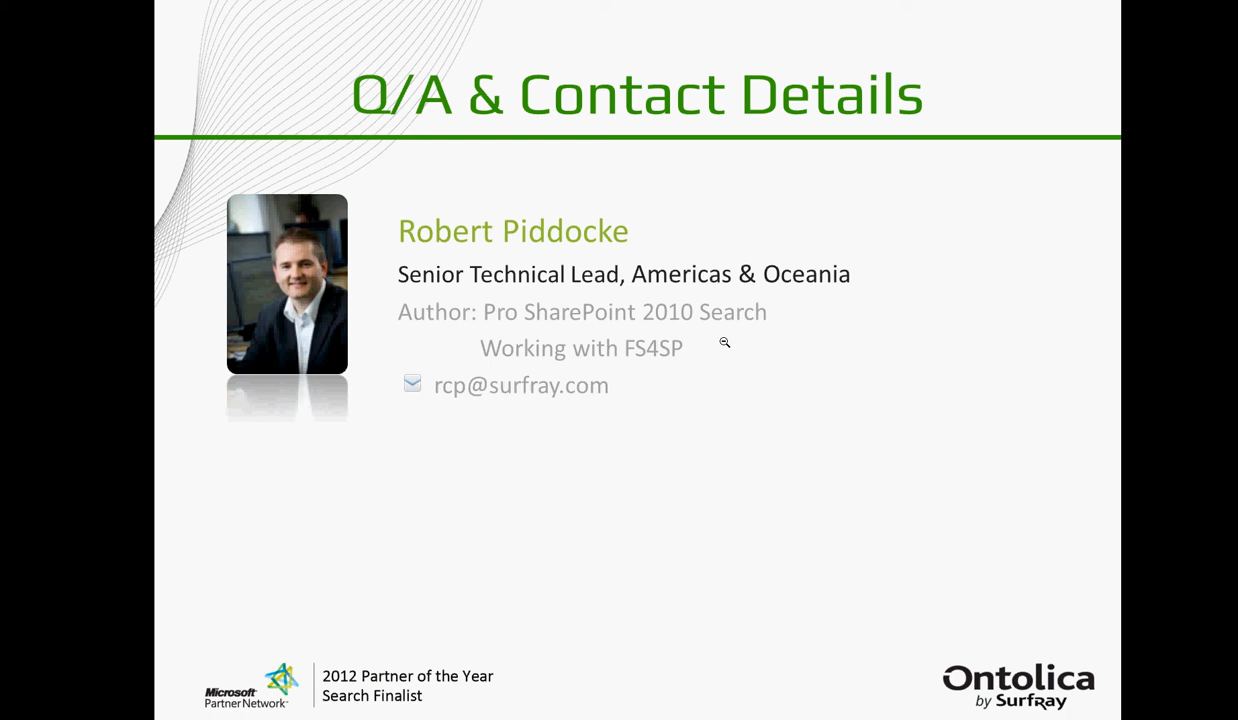 Q/A & Contact Details
Robert Piddocke
Senior Technical Lead, Americas & Oceania
Author: Pro SharePoint 2010 Search
Working with FS4SP
rcp@surfray.com
Microsoft
Partner Network
2012 Partner of the Year
Search Finalist
Ontolica
by SurfRay